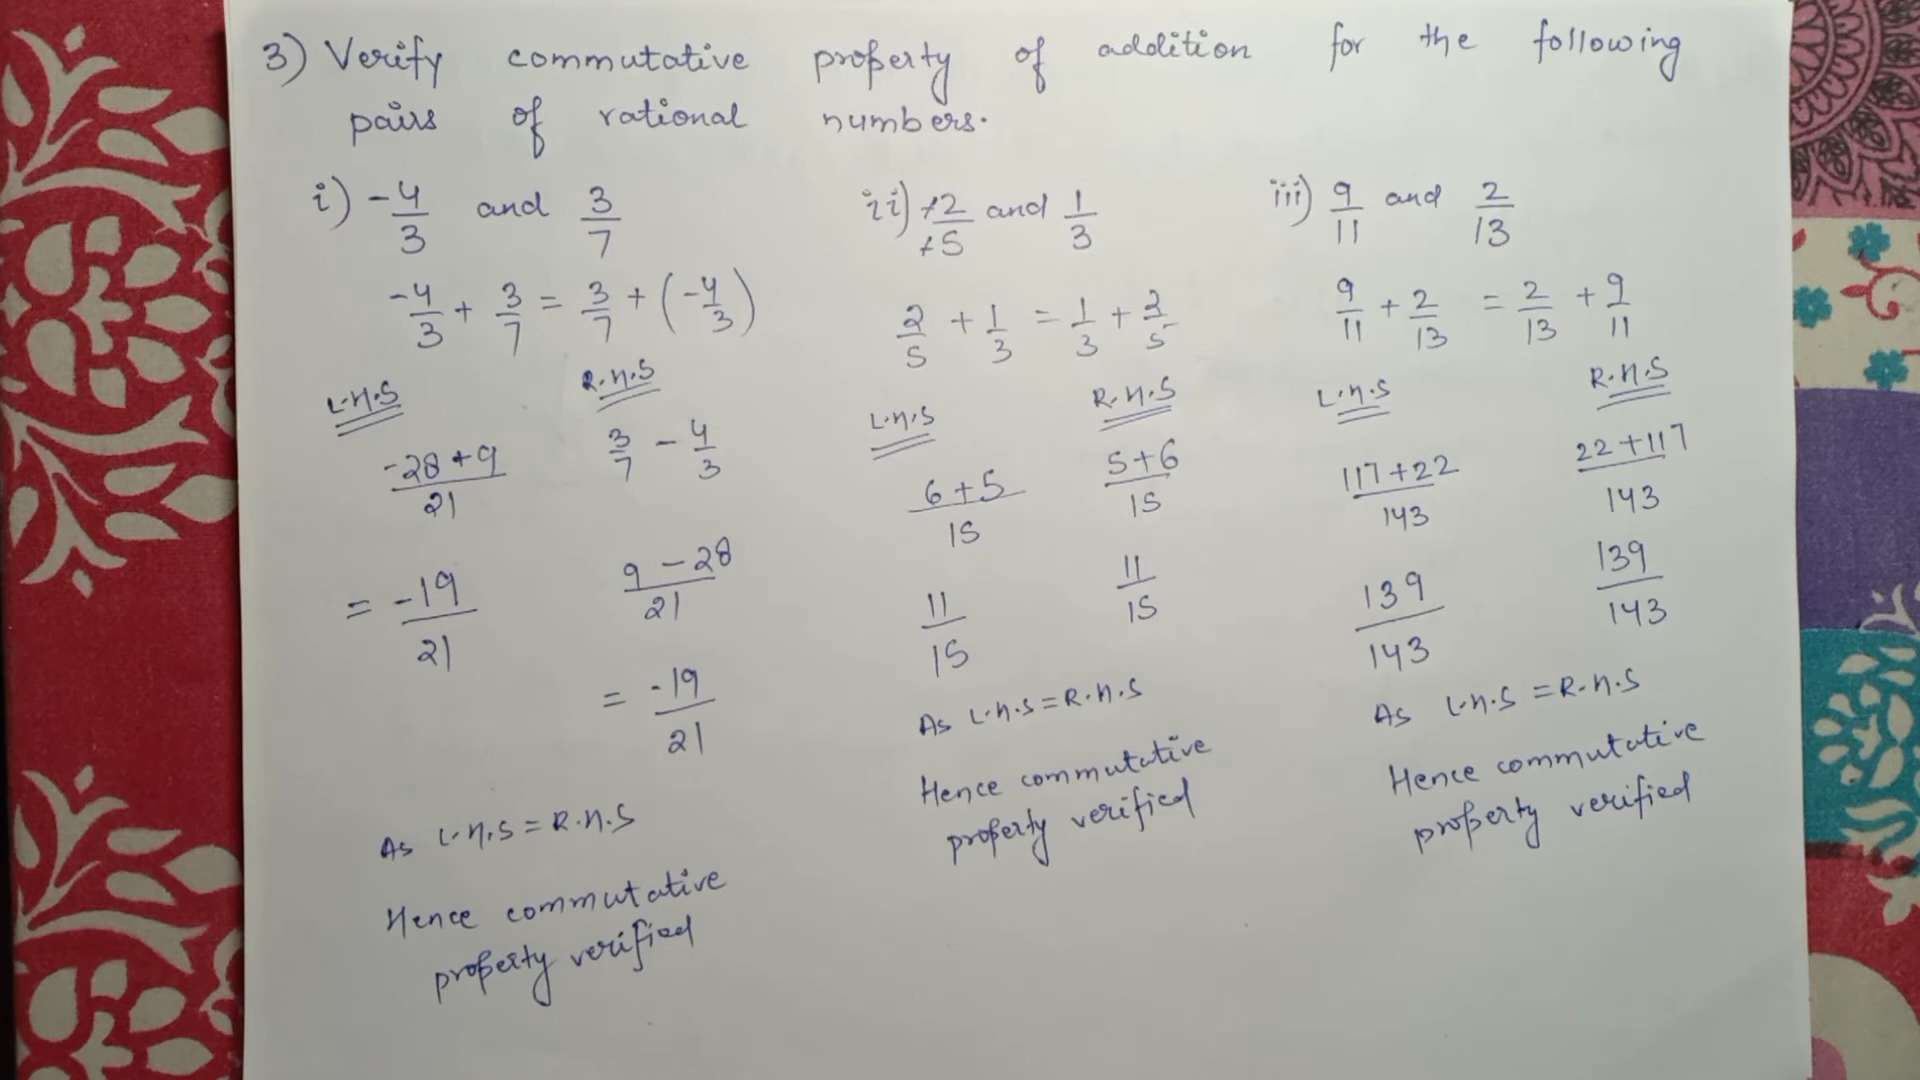 3) Verify commutative property of addition for the following
pairs of rational numbers.
i) -4/3 and 3/7
-4/3 + 3/7 = 3/7 + (-4/3)
L.H.S
-28+9/21
= -19/21
R.H.S
3/7 - 4/3
9-28/21
= -19/21
As L.H.S = R.H.S
Hence commutative
property verified
ii) +2/+5 and 1/3
2/5 + 1/3 = 1/3 + 2/5
L.H.S
6+5/15
11/15
R.H.S
5+6/15
11/15
As L.H.S = R.H.S
Hence commutative
property verified
iii) 9/11 and 2/13
9/11 + 2/13 = 2/13 + 9/11
L.H.S
117+22/143
139/143
R.H.S
22+117/143
139/143
As L.H.S = R.H.S
Hence commutative
property verified